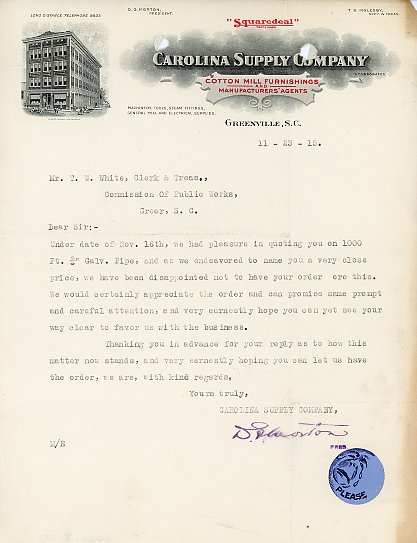 LONG DISTANCE TELEPHONE
PRESIDENT.
"Squaredeal"
TRADE MARK
T. S. INGLESBY,
SEC'Y & TREAS.
CAROLINA SUPPLY COMPANY
INCORPORATED
COTTON MILL FURNISHINGS
AND
MANUFACTURERS' AGENTS
MACHINERY, TOOLS, STEAM FITTINGS,
GENERAL MILL AND ELECTRICAL SUPPLIES.
GREENVILLE, S.C.
11 - 23 - 15.
Mr. T. W. White, Clerk & Treas.,
Commission Of Public Works,
Greer, S. C.
Dear Sir:-
Under date of Nov. 16th, we had pleasure in quoting you on 1000
Ft. Galv. Pipe, and as we endeavored to name you a very close
price, we have been disappointed not to have your order ere this.
We would certainly appreciate the order and can promise some prompt
and careful attention, and very earnestly hope you can yet see your
way clear to favor us with the business.
Thanking you in advance for your reply as to how this
matter now stands, and very earnestly hoping you can let us have
the order, we are, with kind regards,
Yours truly,
CAROLINA SUPPLY COMPANY,
PRES
M/E
PLEASE